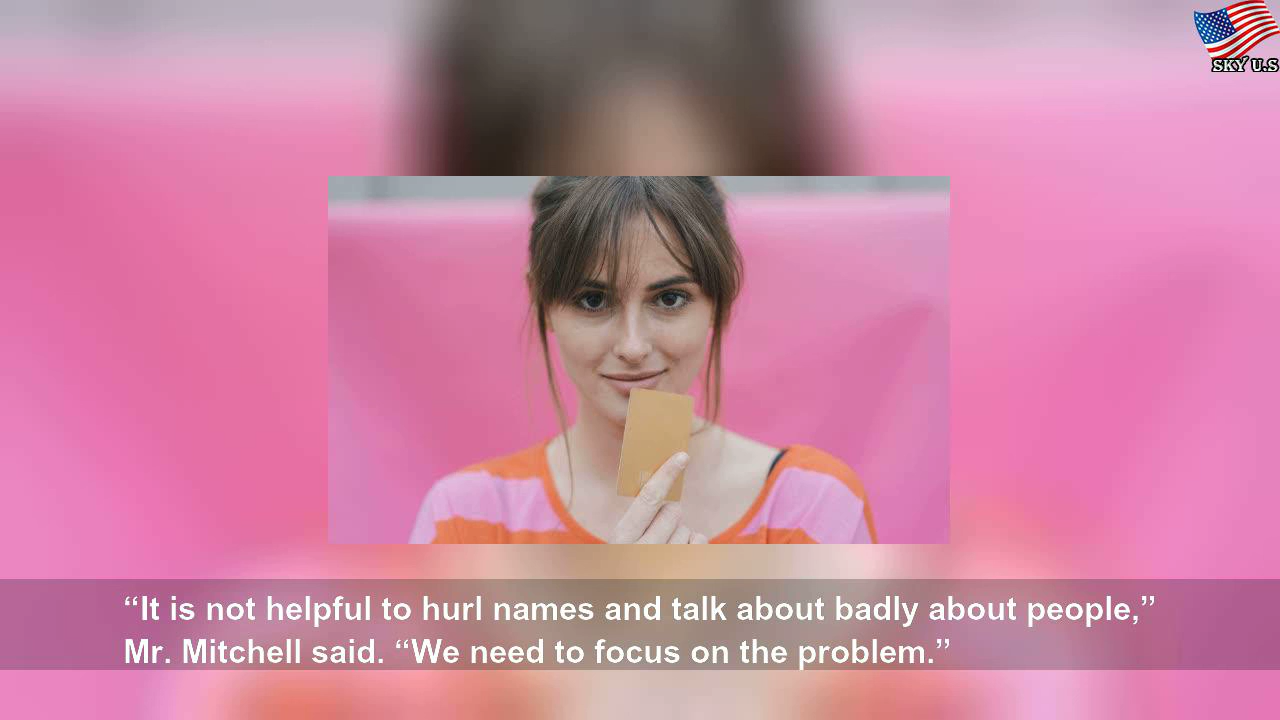 SKY U.S
“It is not helpful to hurl names and talk about badly about people,”
Mr. Mitchell said. “We need to focus on the problem.”